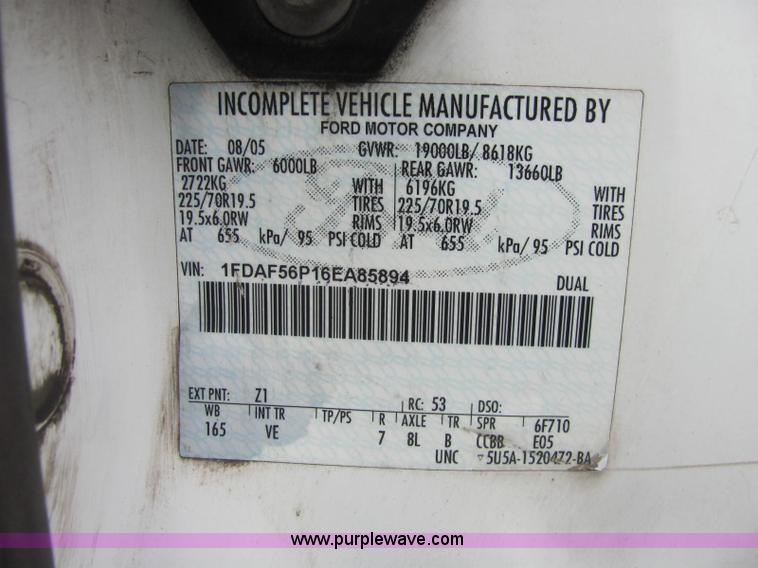 INCOMPLETE VEHICLE MANUFACTURED BY
FORD MOTOR COMPANY
DATE: 08/05 GVWR: 19000LB/ 8618KG
FRONT GAWR: 6000LB REAR GAWR: 13660LB
2722KG WITH 6196KG WITH
225/70R19.5 TIRES 225/70R19.5 TIRES
19.5x6.0RW RIMS 19.5x6.0RW RIMS
AT 655 kPa/ 95 PSI COLD AT 655 kPa/ 95 PSI COLD
VIN: 1FDAF56P16EA85894 DUAL
EXT PNT: Z1 RC: 53 DSO:
WB INT TR TP/PS R AXLE TR SPR 6F710
165 VE 7 8L B CCBB E05
UNC 5U5A-1520472-BA
www.purplewave.com